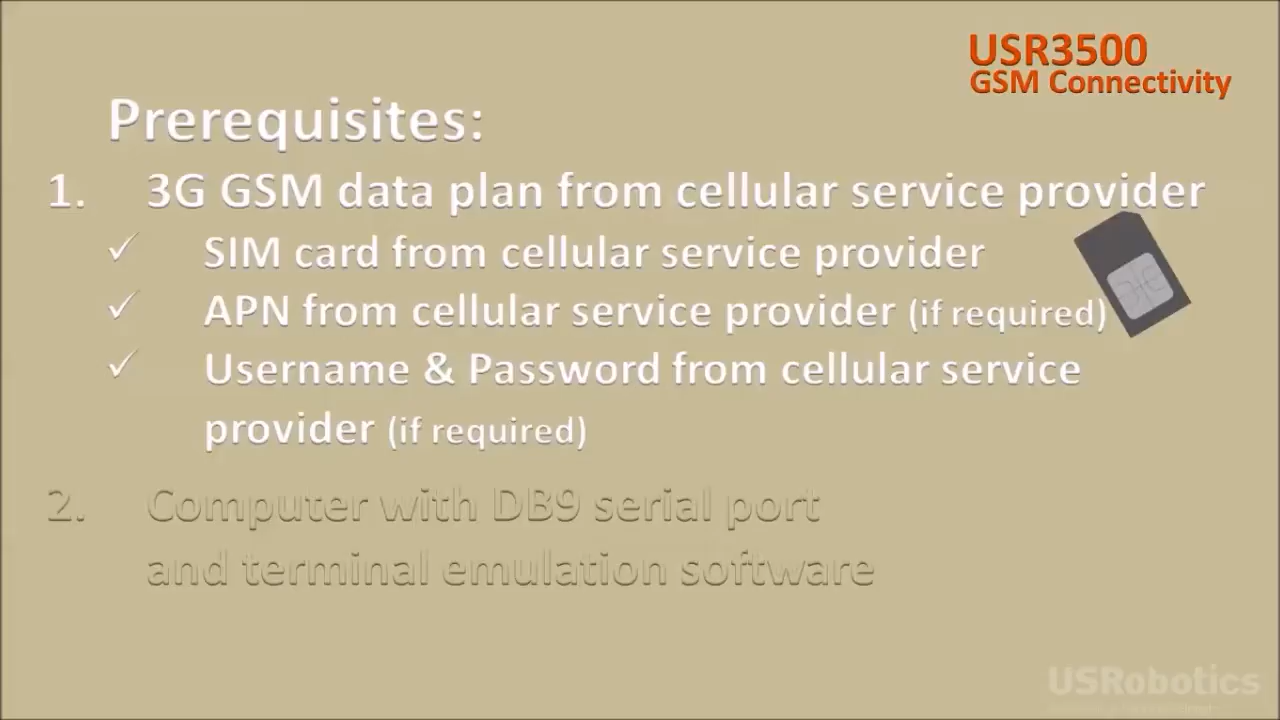 USR3500
GSM Connectivity
Prerequisites:
1. 3G GSM data plan from cellular service provider
✓ SIM card from cellular service provider
✓ APN from cellular service provider (if required)
✓ Username & Password from cellular service
provider (if required)
2. Computer with DB9 serial port
and terminal emulation software
USRobotics